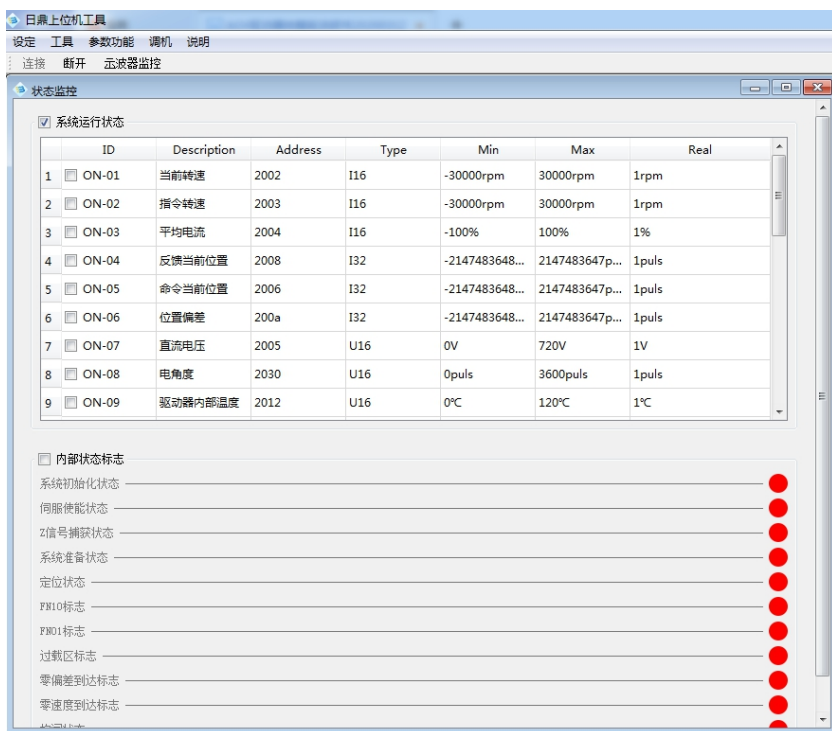 日鼎上位机工具
设定 工具 参数功能 调机 说明
连接 断开 示波器监控
状态监控
系统运行状态
ID Description Address Type Min Max Real
1 ON-01 当前转速 2002 I16 -30000rpm 30000rpm 1rpm
2 ON-02 指令转速 2003 I16 -30000rpm 30000rpm 1rpm
3 ON-03 平均电流 2004 I16 -100% 100% 1%
4 ON-04 反馈当前位置 2008 I32 -2147483648... 2147483647p... 1puls
5 ON-05 命令当前位置 2006 I32 -2147483648... 2147483647p... 1puls
6 ON-06 位置偏差 200a I32 -2147483648... 2147483647p... 1puls
7 ON-07 直流电压 2005 U16 0V 720V 1V
8 ON-08 电角度 2030 U16 0puls 3600puls 1puls
9 ON-09 驱动器内部温度 2012 U16 0℃ 120℃ 1℃
内部状态标志
系统初始化状态
伺服使能状态
Z信号捕获状态
系统准备状态
定位状态
FN10标志
FN01标志
过载区标志
零偏差到达标志
零速度到达标志